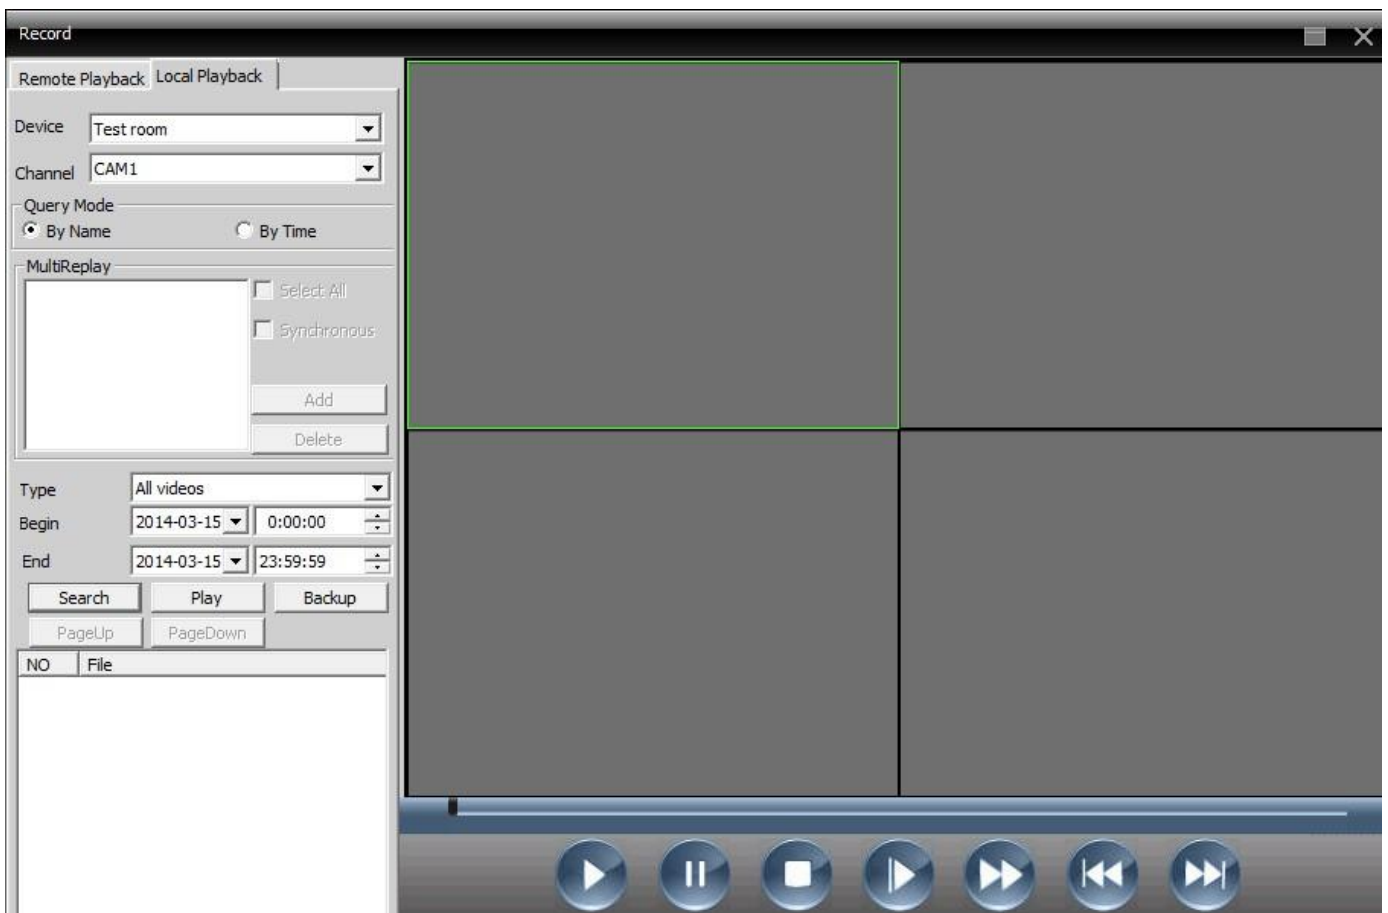 Record
Remote Playback Local Playback
Device Test room
Channel CAM1
Query Mode
By Name By Time
MultiReplay
Select All
Synchronous
Add
Delete
Type All videos
Begin 2014-03-15 0:00:00
End 2014-03-15 23:59:59
Search Play Backup
PageUp PageDown
NO File